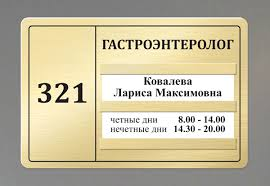 321
ГАСТРОЭНТЕРОЛОГ
Ковалева
Лариса Максимовна
четные дни 8.00 - 14.00
нечетные дни 14.30 - 20.00